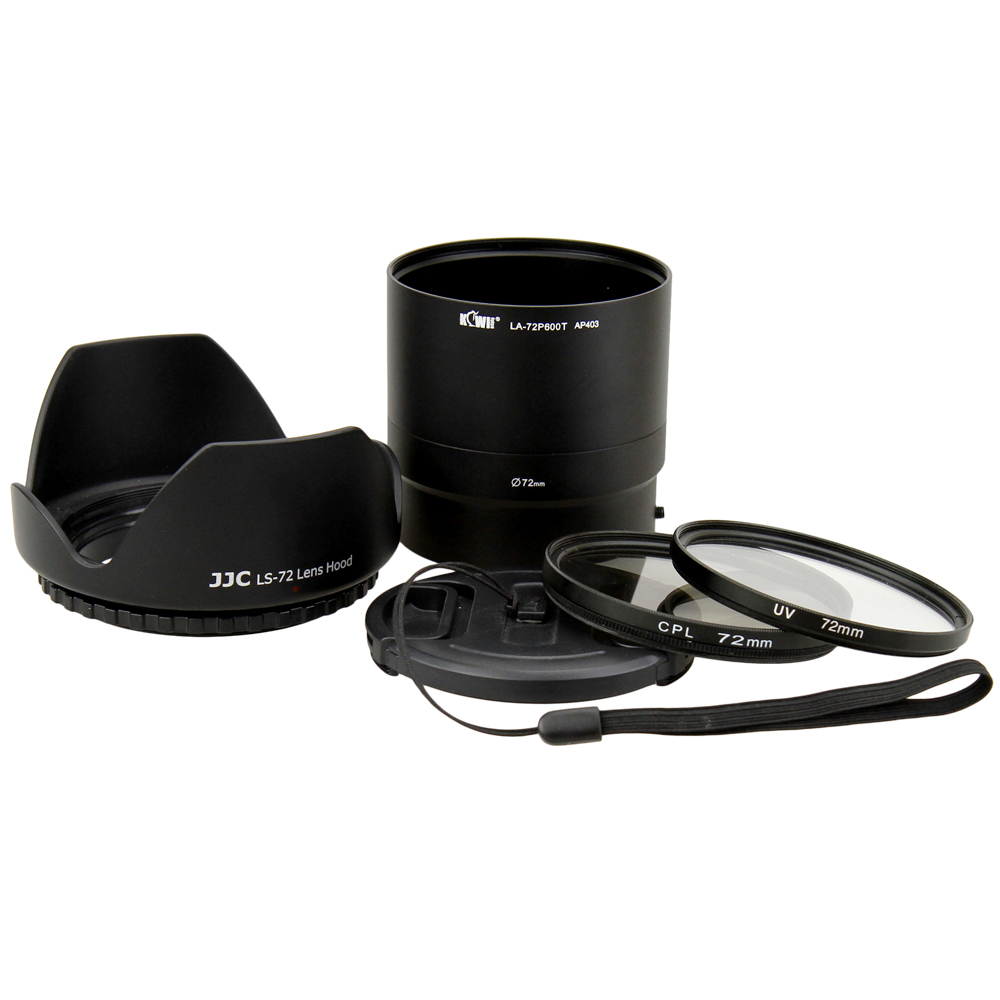 KIWI® LA-72P600T AP403
Ø72mm
JJC LS-72 Lens Hood
CPL 72mm
UV 72mm